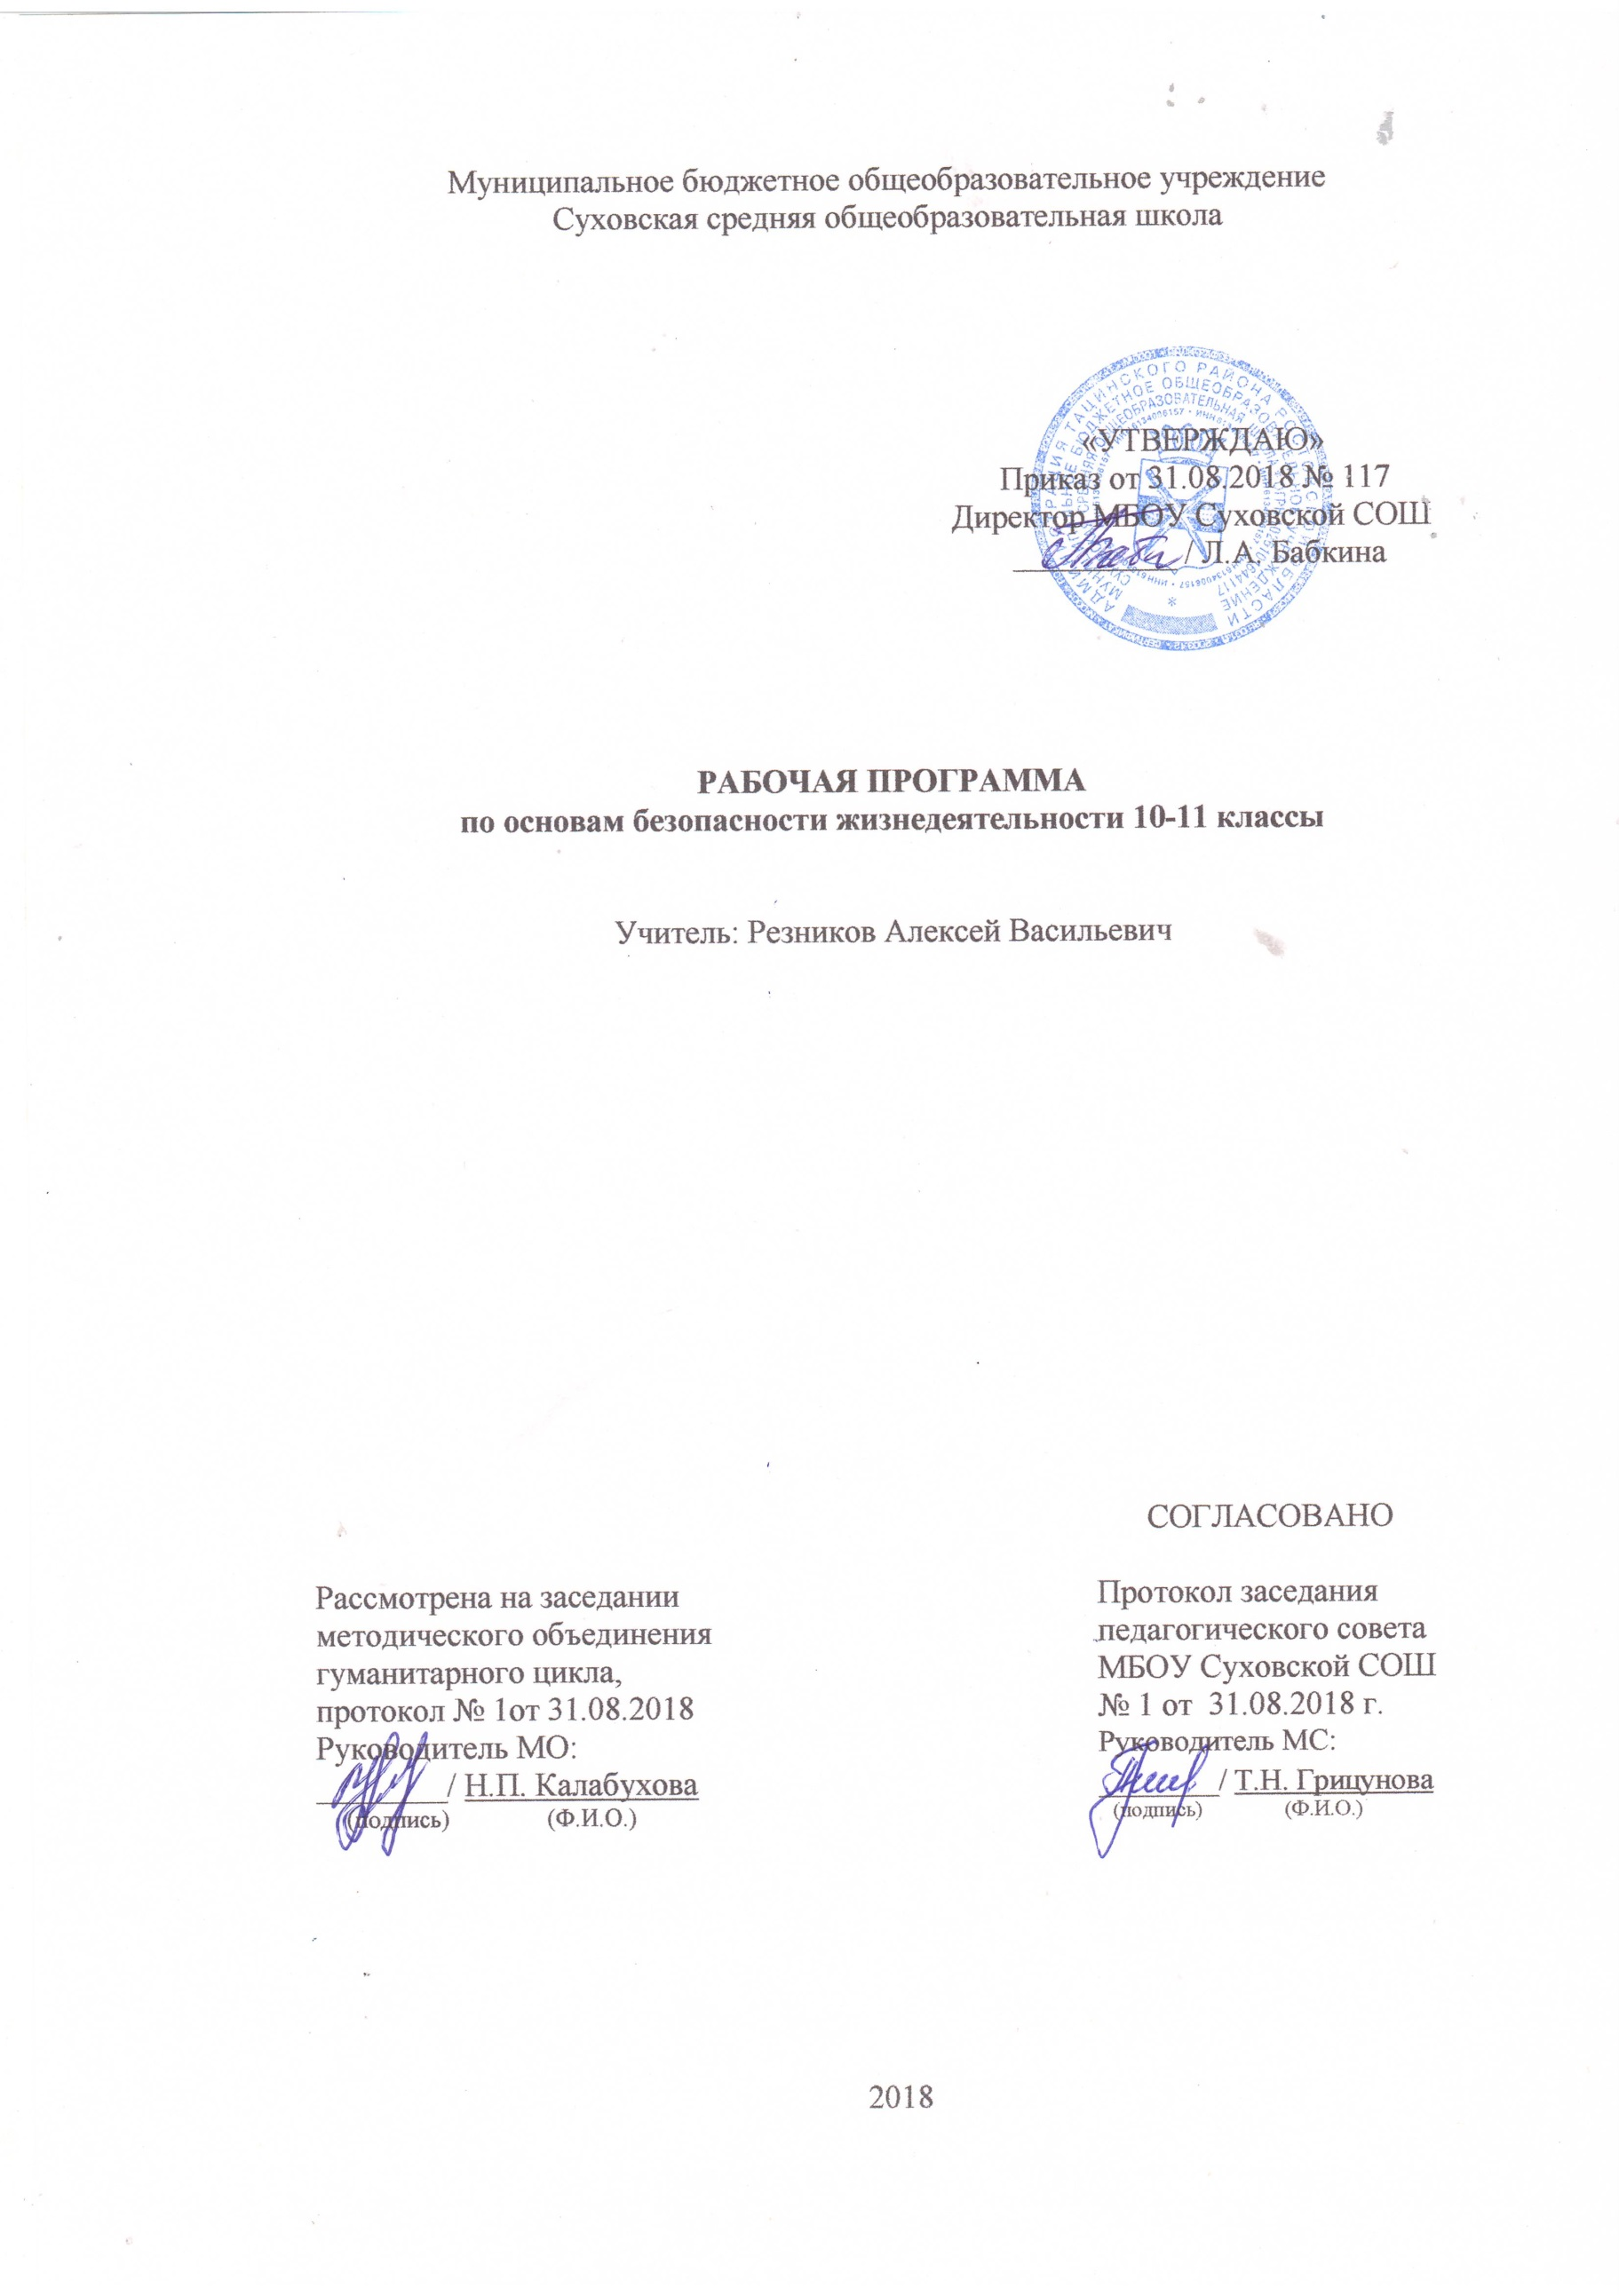 Муниципальное бюджетное общеобразовательное учреждение
Суховская средняя общеобразовательная школа
«УТВЕРЖДАЮ»
Приказ от 31.08.2018 № 117
Директор МБОУ Суховской СОШ
/ Л.А. Бабкина
РАБОЧАЯ ПРОГРАММА
по основам безопасности жизнедеятельности 10-11 классы
Учитель: Резников Алексей Васильевич
СОГЛАСОВАНО
Рассмотрена на заседании
методического объединения
гуманитарного цикла,
протокол № 1от 31.08.2018
Руководитель МО:
/ Н.П. Калабухова
(подпись) (Ф.И.О.)
Протокол заседания
педагогического совета
МБОУ Суховской СОШ
№ 1 от 31.08.2018 г.
Руководитель МС:
/ Т.Н. Грицунова
(подпись) (Ф.И.О.)
2018